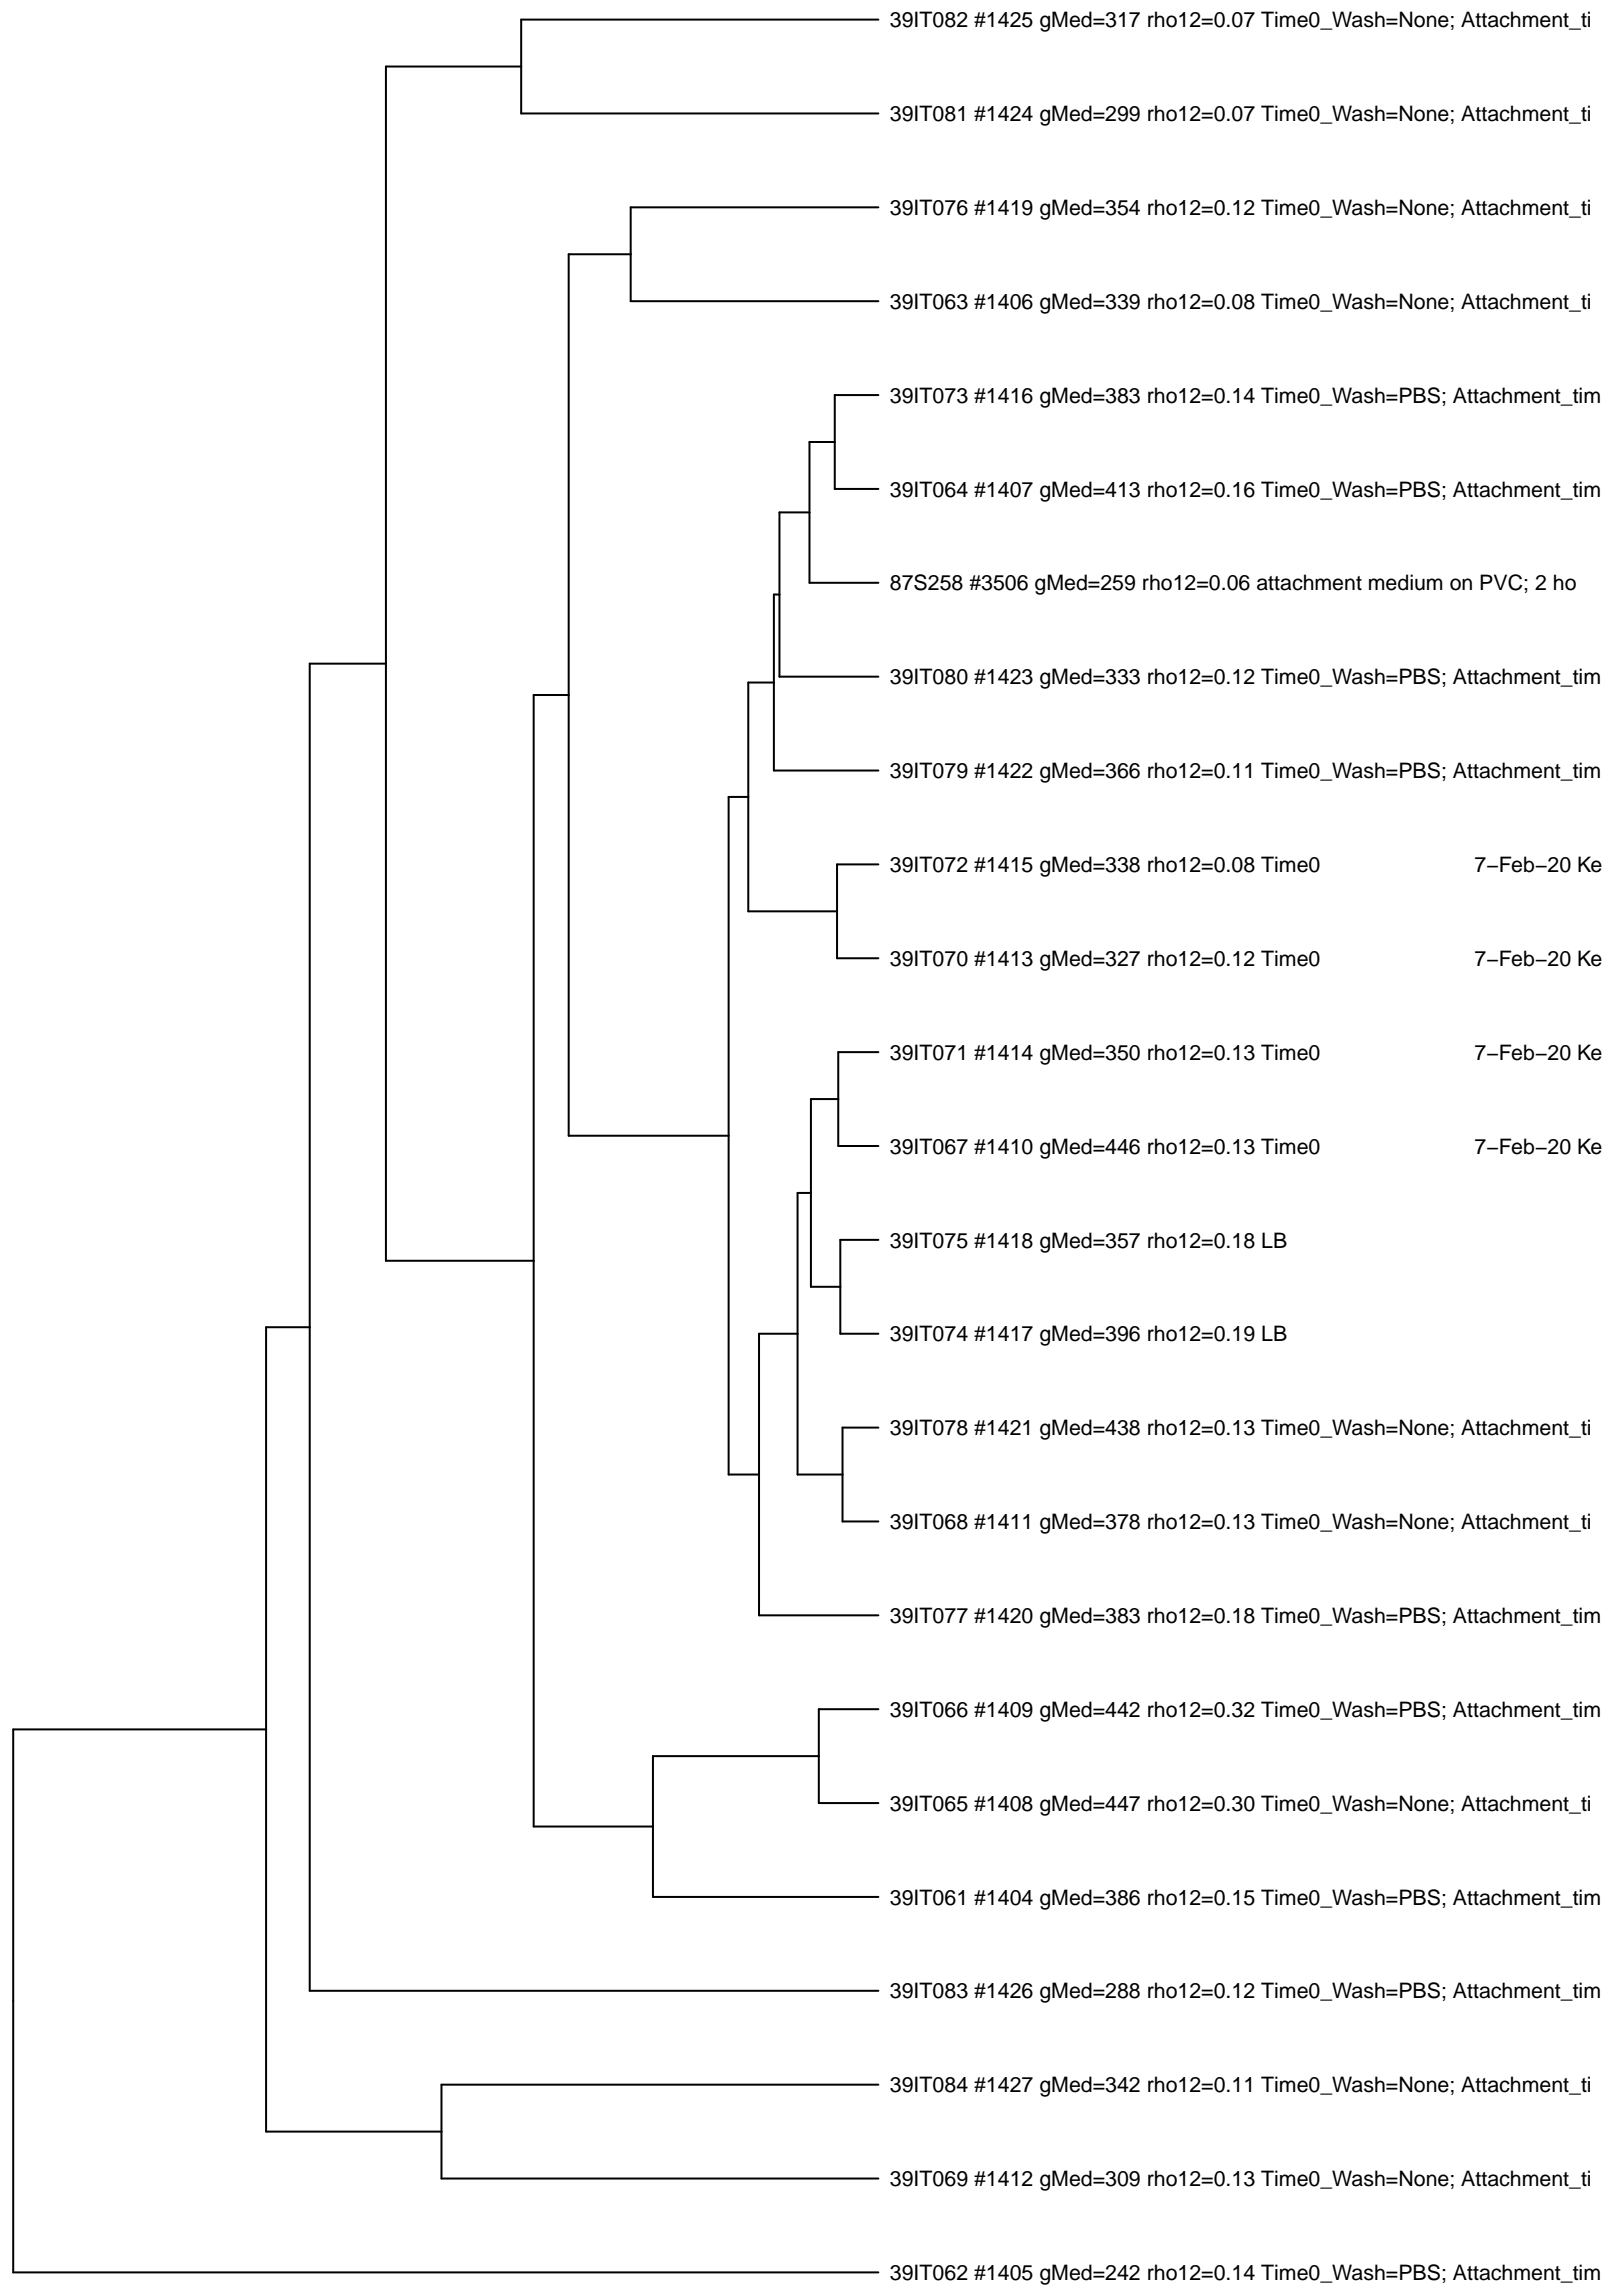 39IT082 #1425 gMed=317 rho12=0.07 Time0_Wash=None; Attachment_ti
39IT081 #1424 gMed=299 rho12=0.07 Time0_Wash=None; Attachment_ti
39IT076 #1419 gMed=354 rho12=0.12 Time0_Wash=None; Attachment_ti
39IT063 #1406 gMed=339 rho12=0.08 Time0_Wash=None; Attachment_ti
39IT073 #1416 gMed=383 rho12=0.14 Time0_Wash=PBS; Attachment_tim
39IT064 #1407 gMed=413 rho12=0.16 Time0_Wash=PBS; Attachment_tim
87S258 #3506 gMed=259 rho12=0.06 attachment medium on PVC; 2 ho
39IT080 #1423 gMed=333 rho12=0.12 Time0_Wash=PBS; Attachment_tim
39IT079 #1422 gMed=366 rho12=0.11 Time0_Wash=PBS; Attachment_tim
39IT072 #1415 gMed=338 rho12=0.08 Time0 7−Feb−20 Ke
39IT070 #1413 gMed=327 rho12=0.12 Time0 7−Feb−20 Ke
39IT071 #1414 gMed=350 rho12=0.13 Time0 7−Feb−20 Ke
39IT067 #1410 gMed=446 rho12=0.13 Time0 7−Feb−20 Ke
39IT075 #1418 gMed=357 rho12=0.18 LB
39IT074 #1417 gMed=396 rho12=0.19 LB
39IT078 #1421 gMed=438 rho12=0.13 Time0_Wash=None; Attachment_ti
39IT068 #1411 gMed=378 rho12=0.13 Time0_Wash=None; Attachment_ti
39IT077 #1420 gMed=383 rho12=0.18 Time0_Wash=PBS; Attachment_tim
39IT066 #1409 gMed=442 rho12=0.32 Time0_Wash=PBS; Attachment_tim
39IT065 #1408 gMed=447 rho12=0.30 Time0_Wash=None; Attachment_ti
39IT061 #1404 gMed=386 rho12=0.15 Time0_Wash=PBS; Attachment_tim
39IT083 #1426 gMed=288 rho12=0.12 Time0_Wash=PBS; Attachment_tim
39IT084 #1427 gMed=342 rho12=0.11 Time0_Wash=None; Attachment_ti
39IT069 #1412 gMed=309 rho12=0.13 Time0_Wash=None; Attachment_ti
39IT062 #1405 gMed=242 rho12=0.14 Time0_Wash=PBS; Attachment_tim